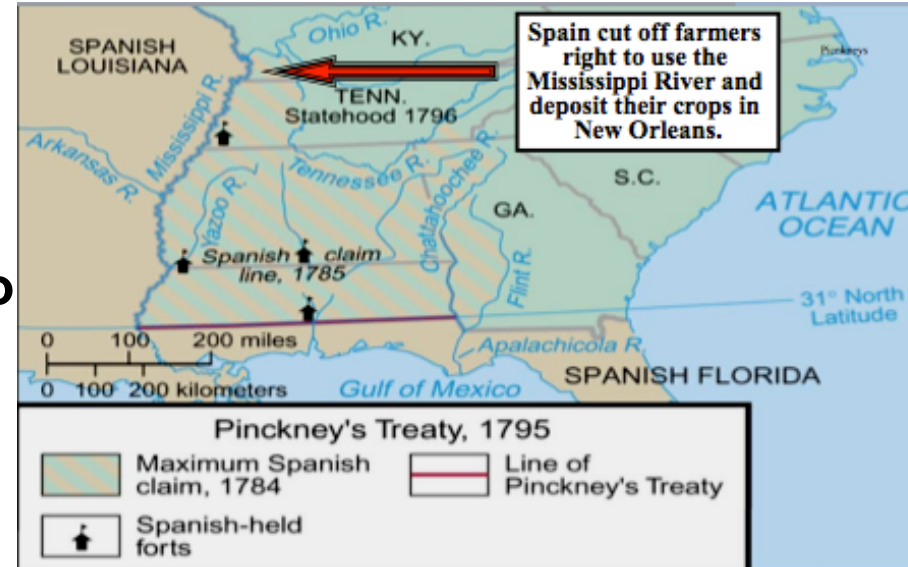 SPANISH
LOUISIANA
Ohio R.
KY.
Spain cut off farmers
right to use the
Mississippi River and
deposit their crops in
New Orleans.
Pinkneys
Mississippi R.
TENN.
Statehood 1796
Arkansas R.
Tennessee R.
Yazoo R.
Chattahoochee R.
S.C.
GA.
ATLANTIC
OCEAN
Spanish claim
line, 1785
Flint R.
31° North
Latitude
0 100 200 miles
0 100 200 kilometers
Apalachicola R.
Gulf of Mexico
SPANISH FLORIDA
Pinckney's Treaty, 1795
Maximum Spanish
claim, 1784
Line of
Pinckney's Treaty
Spanish-held
forts